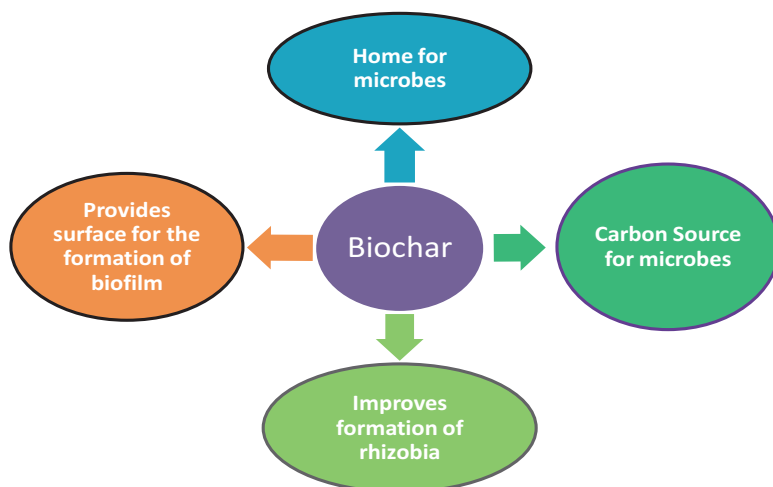 Home for
microbes
Provides
surface for the
formation of
biofilm
Biochar
Carbon Source
for microbes
Improves
formation of
rhizobia